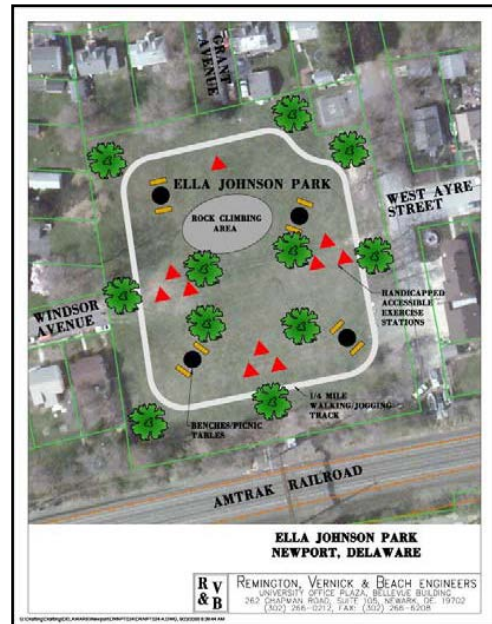 GRANT
AVENUE
ELLA JOHNSON PARK
ROCK CLIMBING
AREA
WEST AYRE
STREET
HANDICAPPED
ACCESSIBLE
EXERCISE
STATIONS
WINDSOR
AVENUE
1/4 MILE
WALKING/JOGGING
TRACK
BENCHES/PICNIC
TABLES
AMTRAK RAILROAD
ELLA JOHNSON PARK
NEWPORT, DELAWARE
R V
& B
REMINGTON, VERNICK & BEACH ENGINEERS
UNIVERSITY OFFICE PLAZA, BELLEVUE BUILDING
262 CHAPMAN ROAD, SUITE 105, NEWARK, DE. 19702
(302) 266-0212, FAX: (302) 266-6208